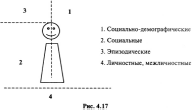 3
1
2
4
1. Социально-демографические
2. Социальные
3. Эпизодические
4. Личностные, межличностные
Рис. 4.17